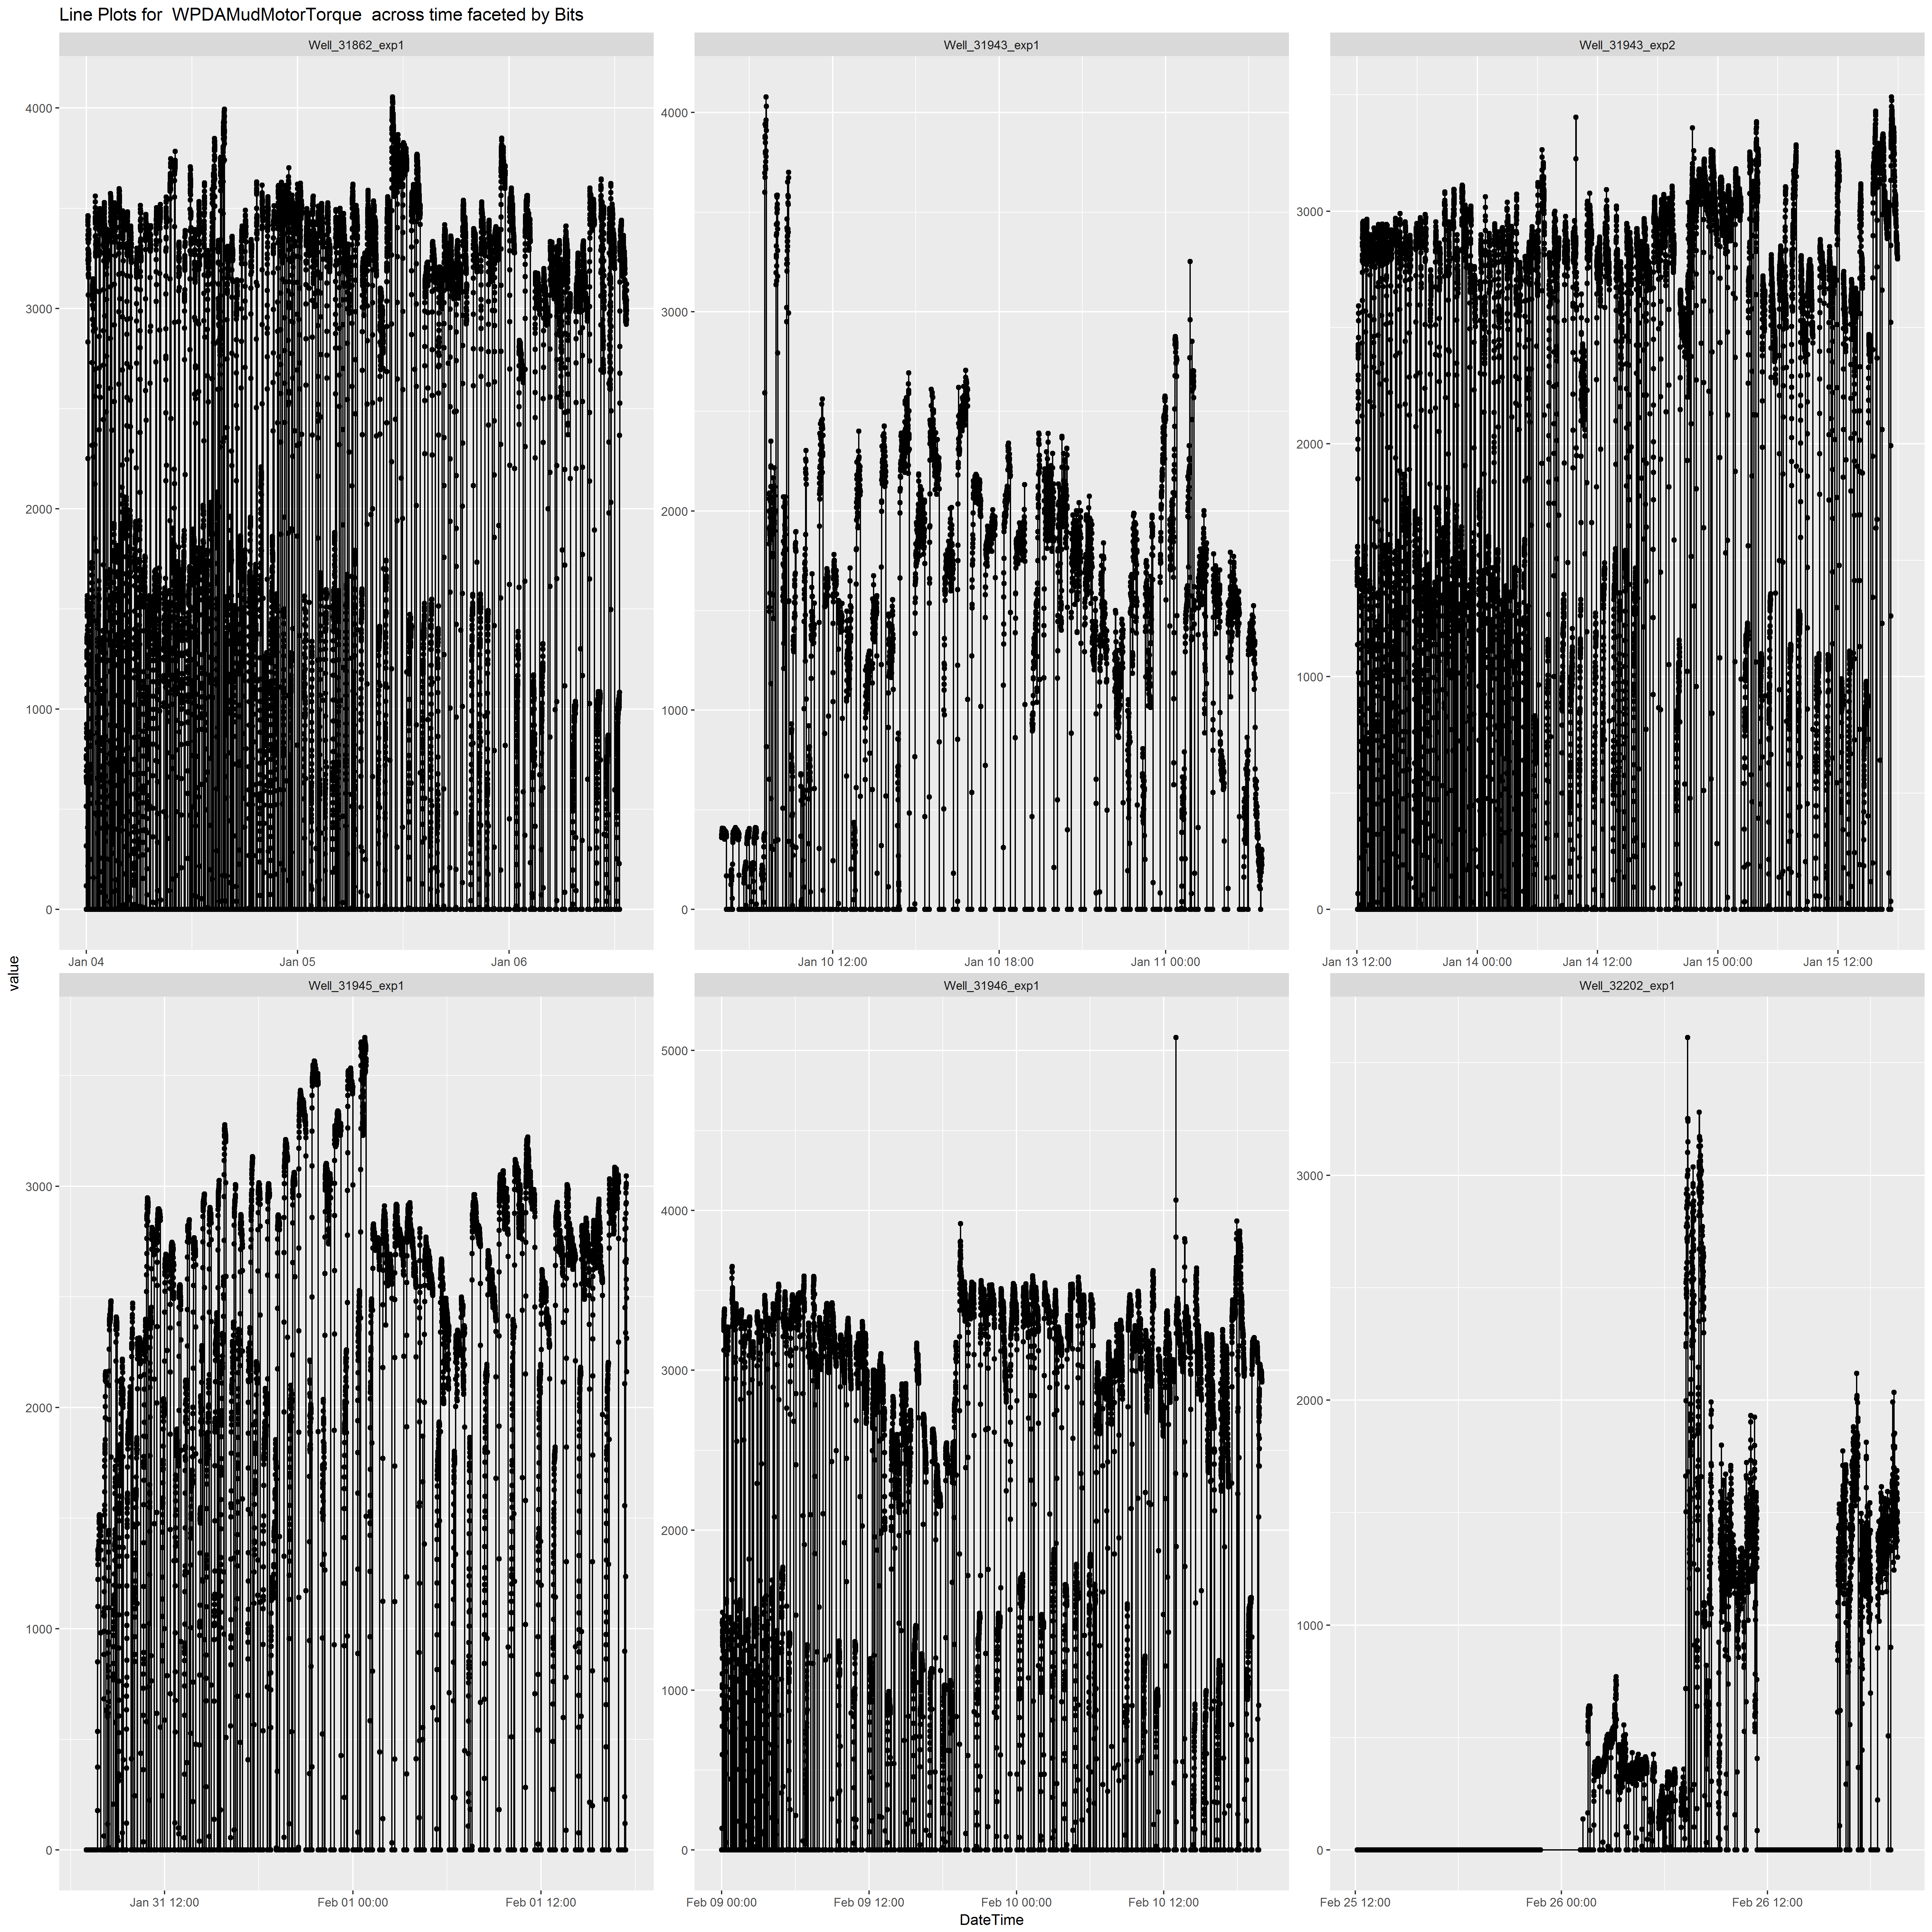 Line Plots for  WPDAMudMotorTorque  across time faceted by Bits
Well_31862_exp1
Well_31943_exp1
Well_31943_exp2
4000
3000
2000
1000
0
4000
3000
2000
1000
0
3000
2000
1000
0
Jan 04
Jan 05
Jan 06
Jan 10 12:00
Jan 10 18:00
Jan 11 00:00
Jan 13 12:00
Jan 14 00:00
Jan 14 12:00
Jan 15 00:00
Jan 15 12:00
value
Well_31945_exp1
Well_31946_exp1
Well_32202_exp1
3000
2000
1000
0
5000
4000
3000
2000
1000
0
3000
2000
1000
0
Jan 31 12:00
Feb 01 00:00
Feb 01 12:00
Feb 09 00:00
Feb 09 12:00
Feb 10 00:00
Feb 10 12:00
Feb 25 12:00
Feb 26 00:00
Feb 26 12:00
DateTime